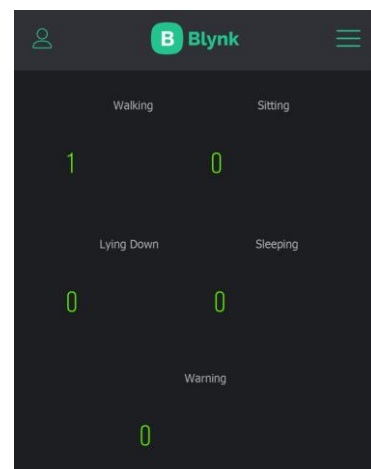 B Blynk
Walking Sitting
1 0
Lying Down Sleeping
0 0
Warning
0